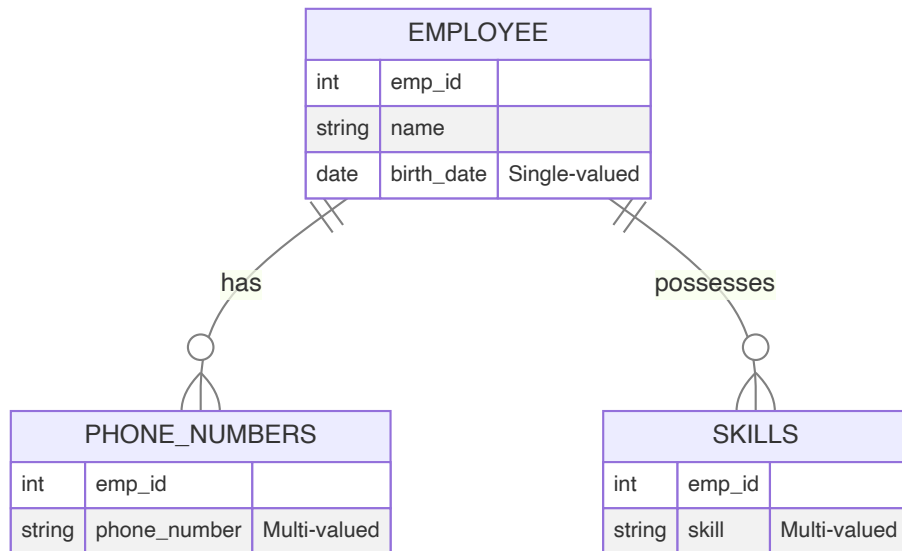 EMPLOYEE
int emp_id
string name
date birth_date Single-valued
has
possesses
PHONE_NUMBERS
int emp_id
string phone_number Multi-valued
SKILLS
int emp_id
string skill Multi-valued